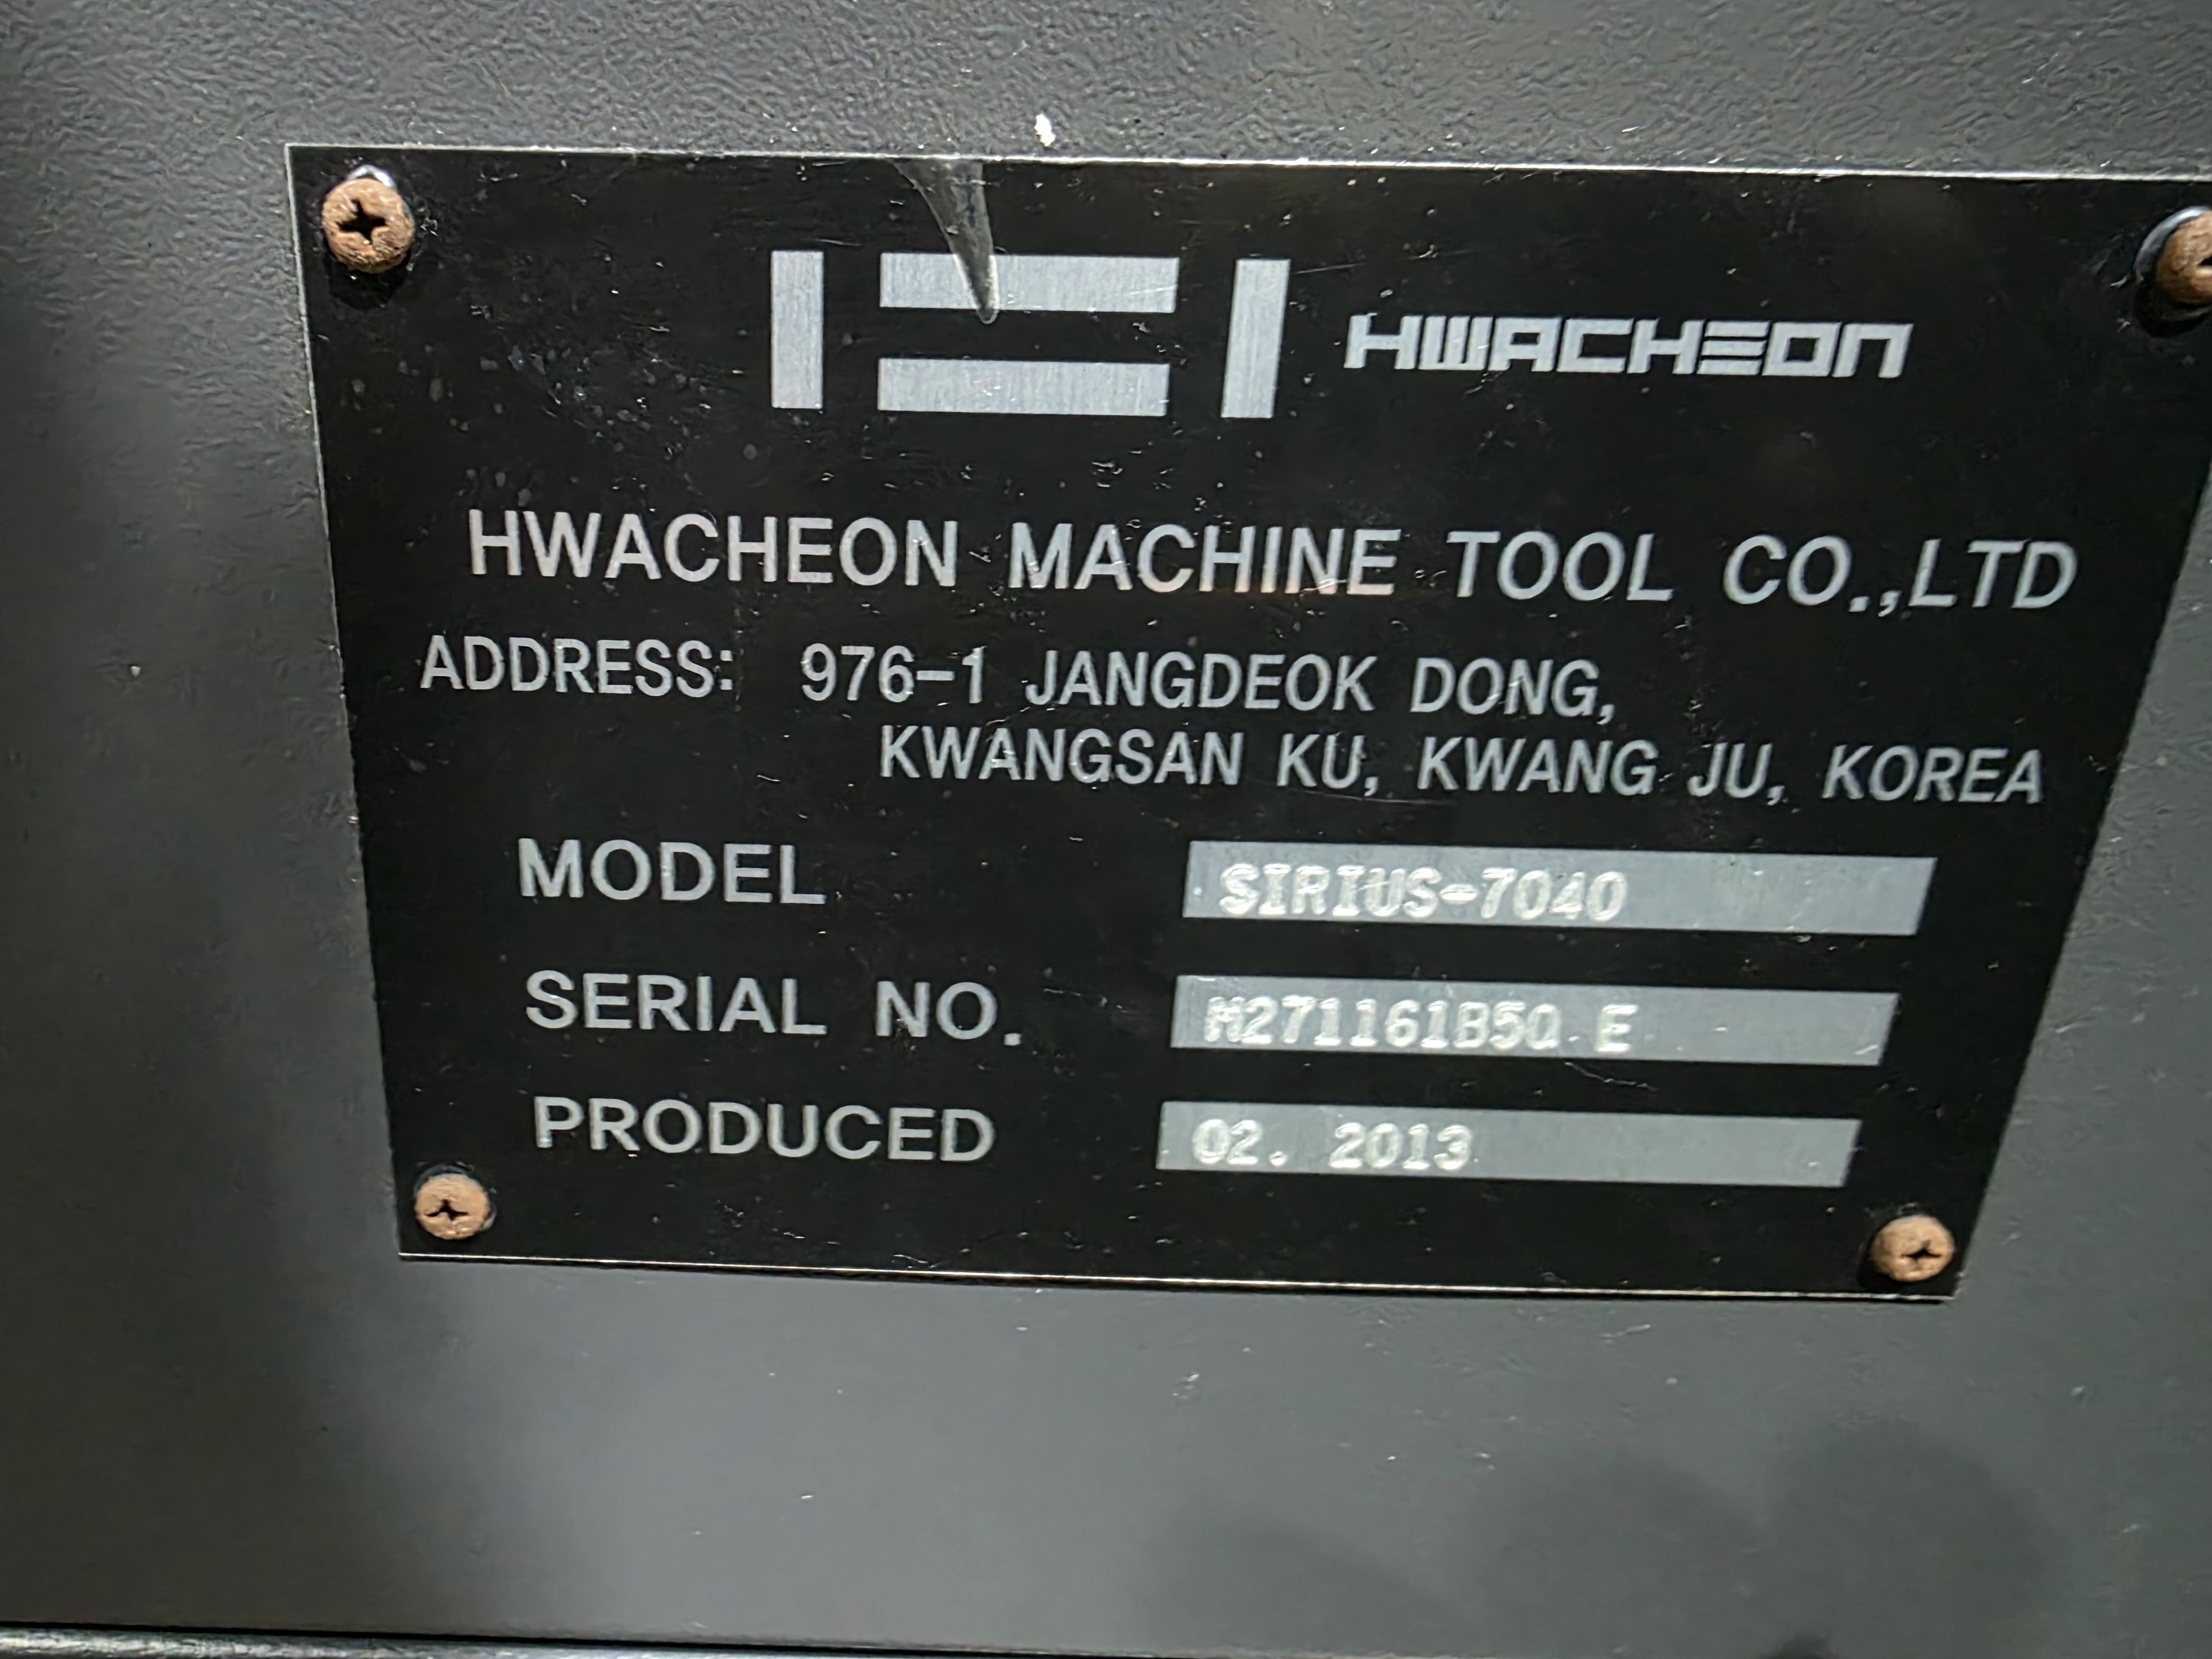 HWACHEON
HWACHEON MACHINE TOOL CO.,LTD
ADDRESS: 976-1 JANGDEOK DONG,
KWANGSAN KU, KWANG JU, KOREA
MODEL SIRIUS-7040
SERIAL NO. M271161B5Q E
PRODUCED 02. 2013